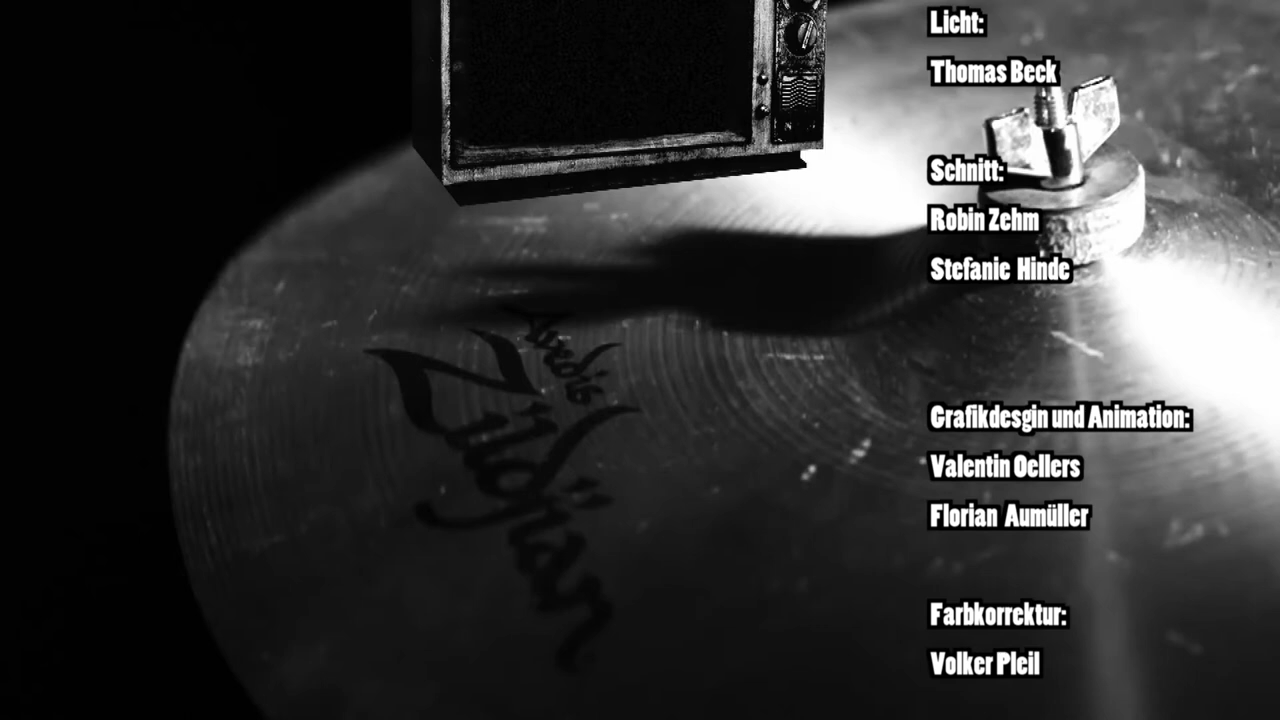 Licht:
Thomas Beck
Schnitt:
Robin Zehm
Stefanie Hinde
Avedis
Zildjian
Grafikdesgin und Animation:
Valentin Oellers
Florian Aumüller
Farbkorrektur:
Volker Pleil